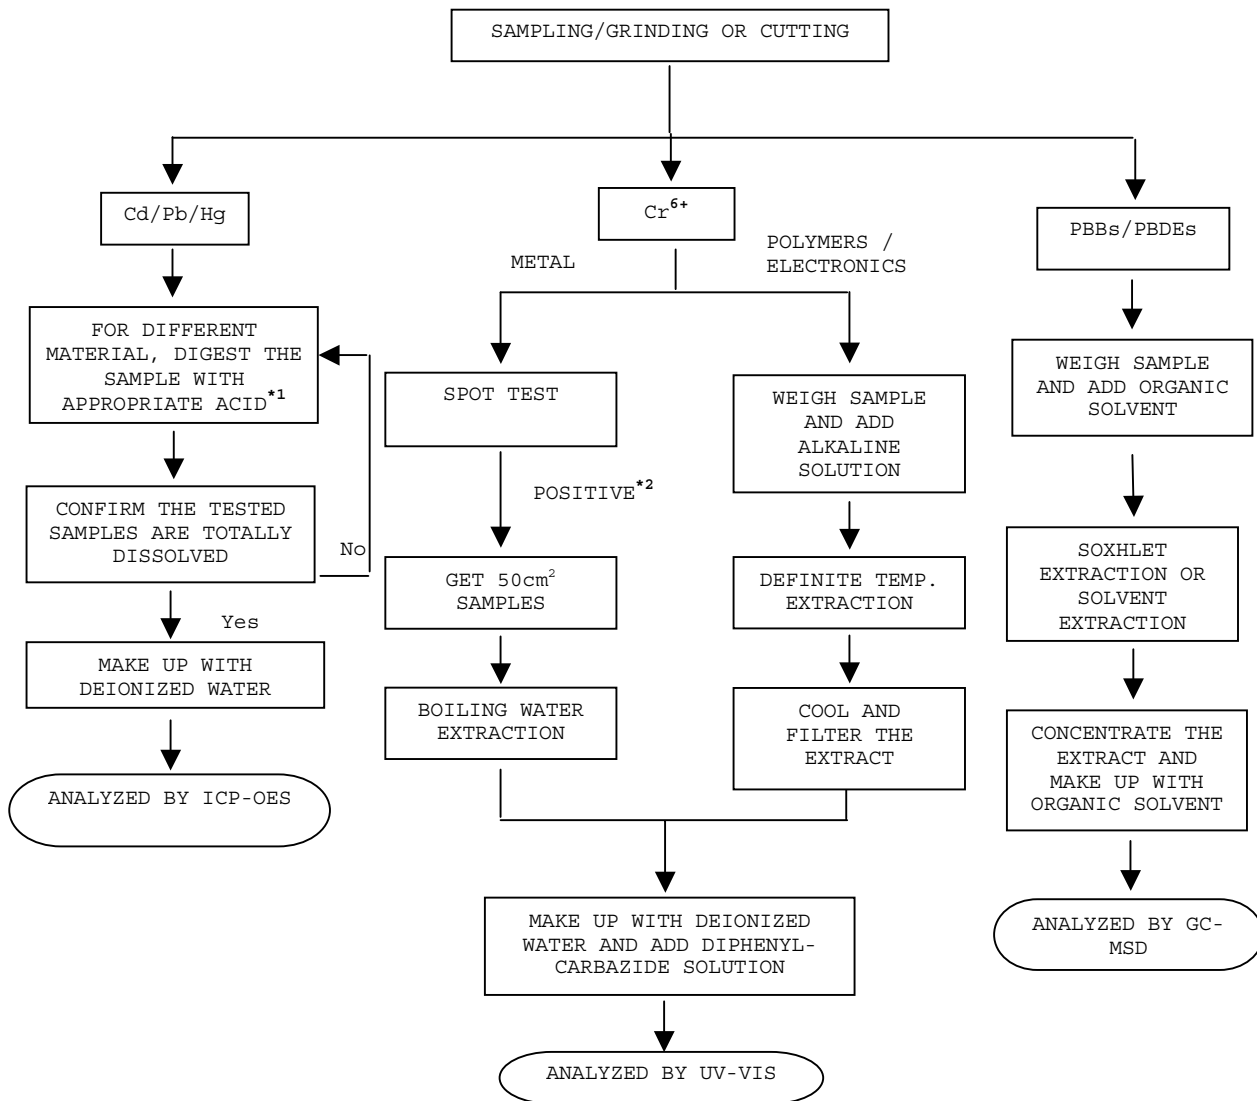 SAMPLING/GRINDING OR CUTTING
Cd/Pb/Hg
FOR DIFFERENT
MATERIAL, DIGEST THE
SAMPLE WITH
APPROPRIATE ACID*1
CONFIRM THE TESTED
SAMPLES ARE TOTALLY
DISSOLVED
No
Yes
MAKE UP WITH
DEIONIZED WATER
ANALYZED BY ICP-OES
Cr6+
METAL
POLYMERS /
ELECTRONICS
SPOT TEST
POSITIVE*2
GET 50cm2
SAMPLES
BOILING WATER
EXTRACTION
WEIGH SAMPLE
AND ADD
ALKALINE
SOLUTION
DEFINITE TEMP.
EXTRACTION
COOL AND
FILTER THE
EXTRACT
MAKE UP WITH DEIONIZED
WATER AND ADD DIPHENYL-
CARBAZIDE SOLUTION
ANALYZED BY UV-VIS
PBBs/PBDEs
WEIGH SAMPLE
AND ADD ORGANIC
SOLVENT
SOXHLET
EXTRACTION OR
SOLVENT
EXTRACTION
CONCENTRATE THE
EXTRACT AND
MAKE UP WITH
ORGANIC SOLVENT
ANALYZED BY GC-
MSD